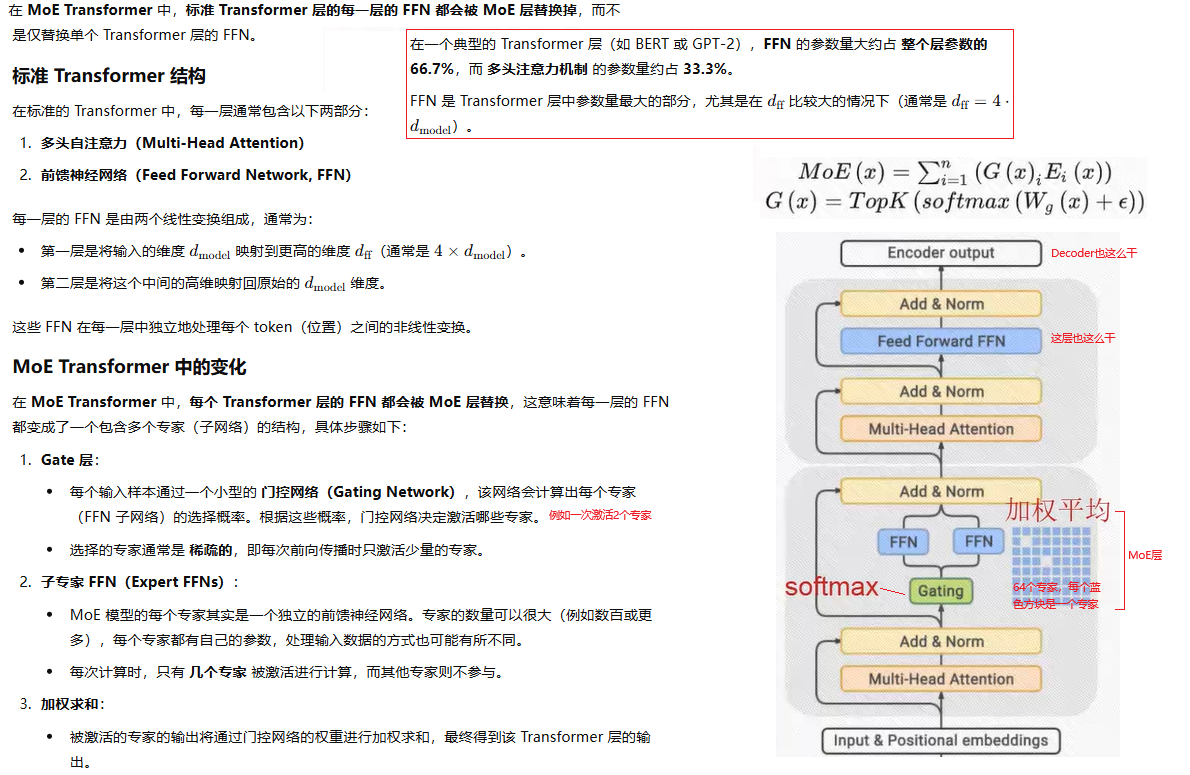 在 MoE Transformer 中，标准 Transformer 层的每一层的 FFN 都会被 MoE 层替换掉，而不
是仅替换单个 Transformer 层的 FFN。
在一个典型的 Transformer 层（如 BERT 或 GPT-2），FFN 的参数量大约占 整个层参数的
66.7%，而 多头注意力机制 的参数量约占 33.3%。
FFN 是 Transformer 层中参数量最大的部分，尤其是在 d_ff 比较大的情况下（通常是 d_ff = 4 ·
d_model）。
标准 Transformer 结构
在标准的 Transformer 中，每一层通常包含以下两部分：
1. 多头自注意力（Multi-Head Attention）
2. 前馈神经网络（Feed Forward Network, FFN）
每一层的 FFN 是由两个线性变换组成，通常为：
• 第一层是将输入的维度 d_model 映射到更高的维度 d_ff（通常是 4 × d_model）。
• 第二层是将这个中间的高维映射回原始的 d_model 维度。
这些 FFN 在每一层中独立地处理每个 token（位置）之间的非线性变换。
MoE Transformer 中的变化
在 MoE Transformer 中，每个 Transformer 层的 FFN 都会被 MoE 层替换，这意味着每一层的 FFN
都变成了一个包含多个专家（子网络）的结构，具体步骤如下：
1. Gate 层：
• 每个输入样本通过一个小型的 门控网络（Gating Network），该网络会计算出每个专家
（FFN 子网络）的选择概率。根据这些概率，门控网络决定激活哪些专家。 例如一次激活2个专家
• 选择的专家通常是 稀疏的，即每次前向传播时只激活少量的专家。
2. 子专家 FFN（Expert FFNs）：
• MoE 模型的每个专家其实是一个独立的前馈神经网络。专家的数量可以很大（例如数百或更
多），每个专家都有自己的参数，处理输入数据的方式也可能有所不同。
• 每次计算时，只有 几个专家 被激活进行计算，而其他专家则不参与。
3. 加权求和：
• 被激活的专家的输出将通过门控网络的权重进行加权求和，最终得到该 Transformer 层的输
出。
MoE (x) = ∑_{i=1}^{n} (G (x)_i E_i (x))
G (x) = TopK (softmax (W_g (x) + ϵ))
Encoder output
Decoder也这么干
Add & Norm
Feed Forward FFN
这层也这么干
Add & Norm
Multi-Head Attention
Add & Norm
加权平均
FFN
FFN
MoE层
softmax
Gating
64个专家，每个蓝
色方块是一个专家
Add & Norm
Multi-Head Attention
Input & Positional embeddings